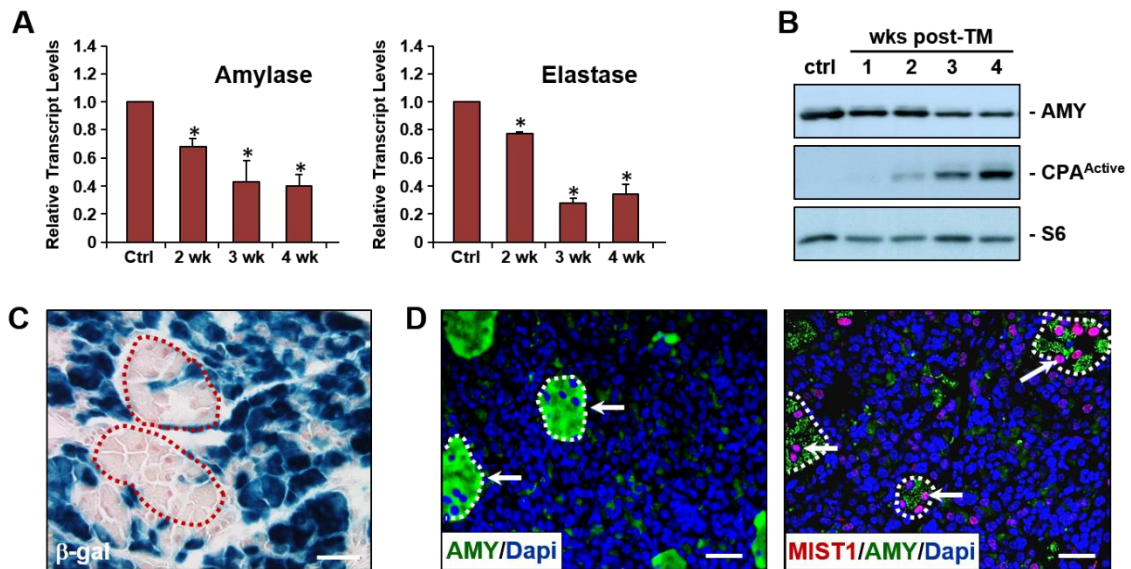 A
Relative Transcript Levels
1.4
1.2
1.0
0.8
0.6
0.4
0.2
0
Amylase
*
*
*
Ctrl 2 wk 3 wk 4 wk
Relative Transcript Levels
1.4
1.2
1.0
0.8
0.6
0.4
0.2
0
Elastase
*
*
*
Ctrl 2 wk 3 wk 4 wk
B
wks post-TM
ctrl 1 2 3 4
- AMY
- CPAActive
- S6
C
β-gal
D
AMY/Dapi
MIST1/AMY/Dapi